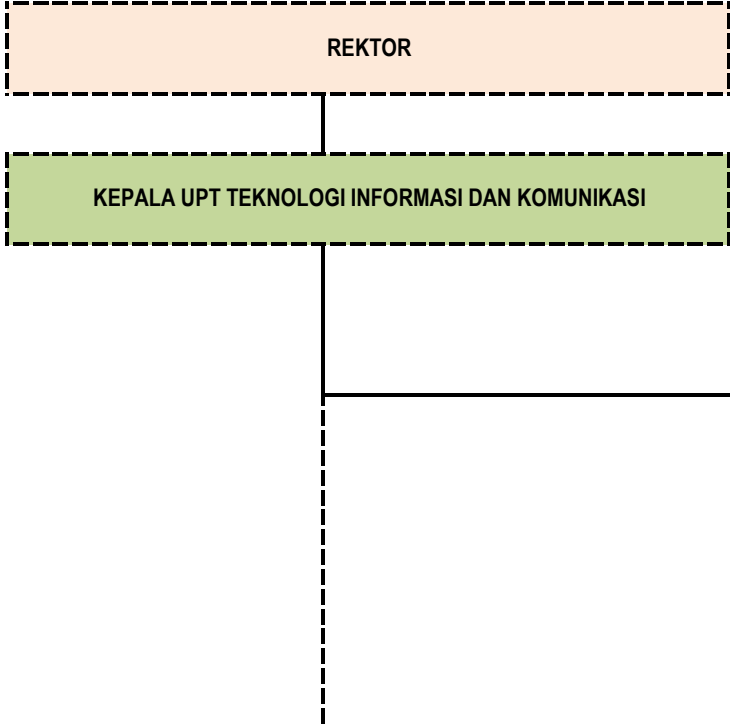 REKTOR
KEPALA UPT TEKNOLOGI INFORMASI DAN KOMUNIKASI